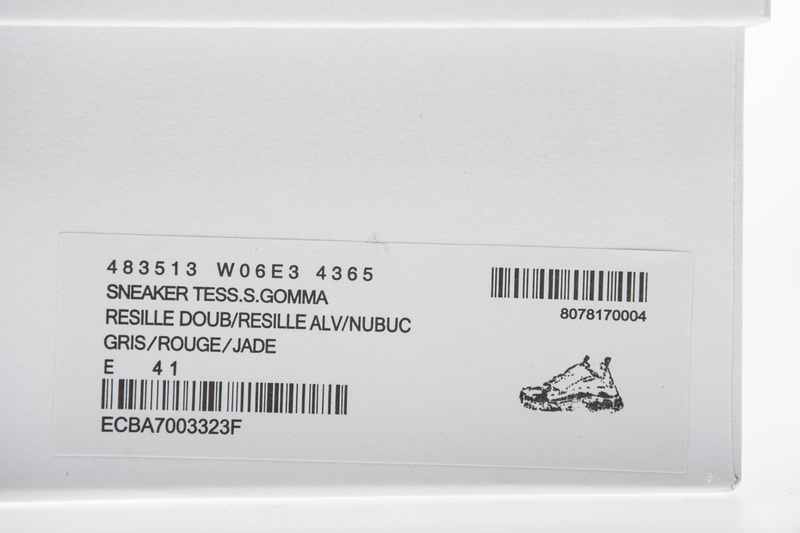 483513 W06E3 4365
SNEAKER TESS.S.GOMMA
RESILLE DOUB/RESILLE ALV/NUBUC
GRIS/ROUGE/JADE
E 41
ECBA7003323F
8078170004